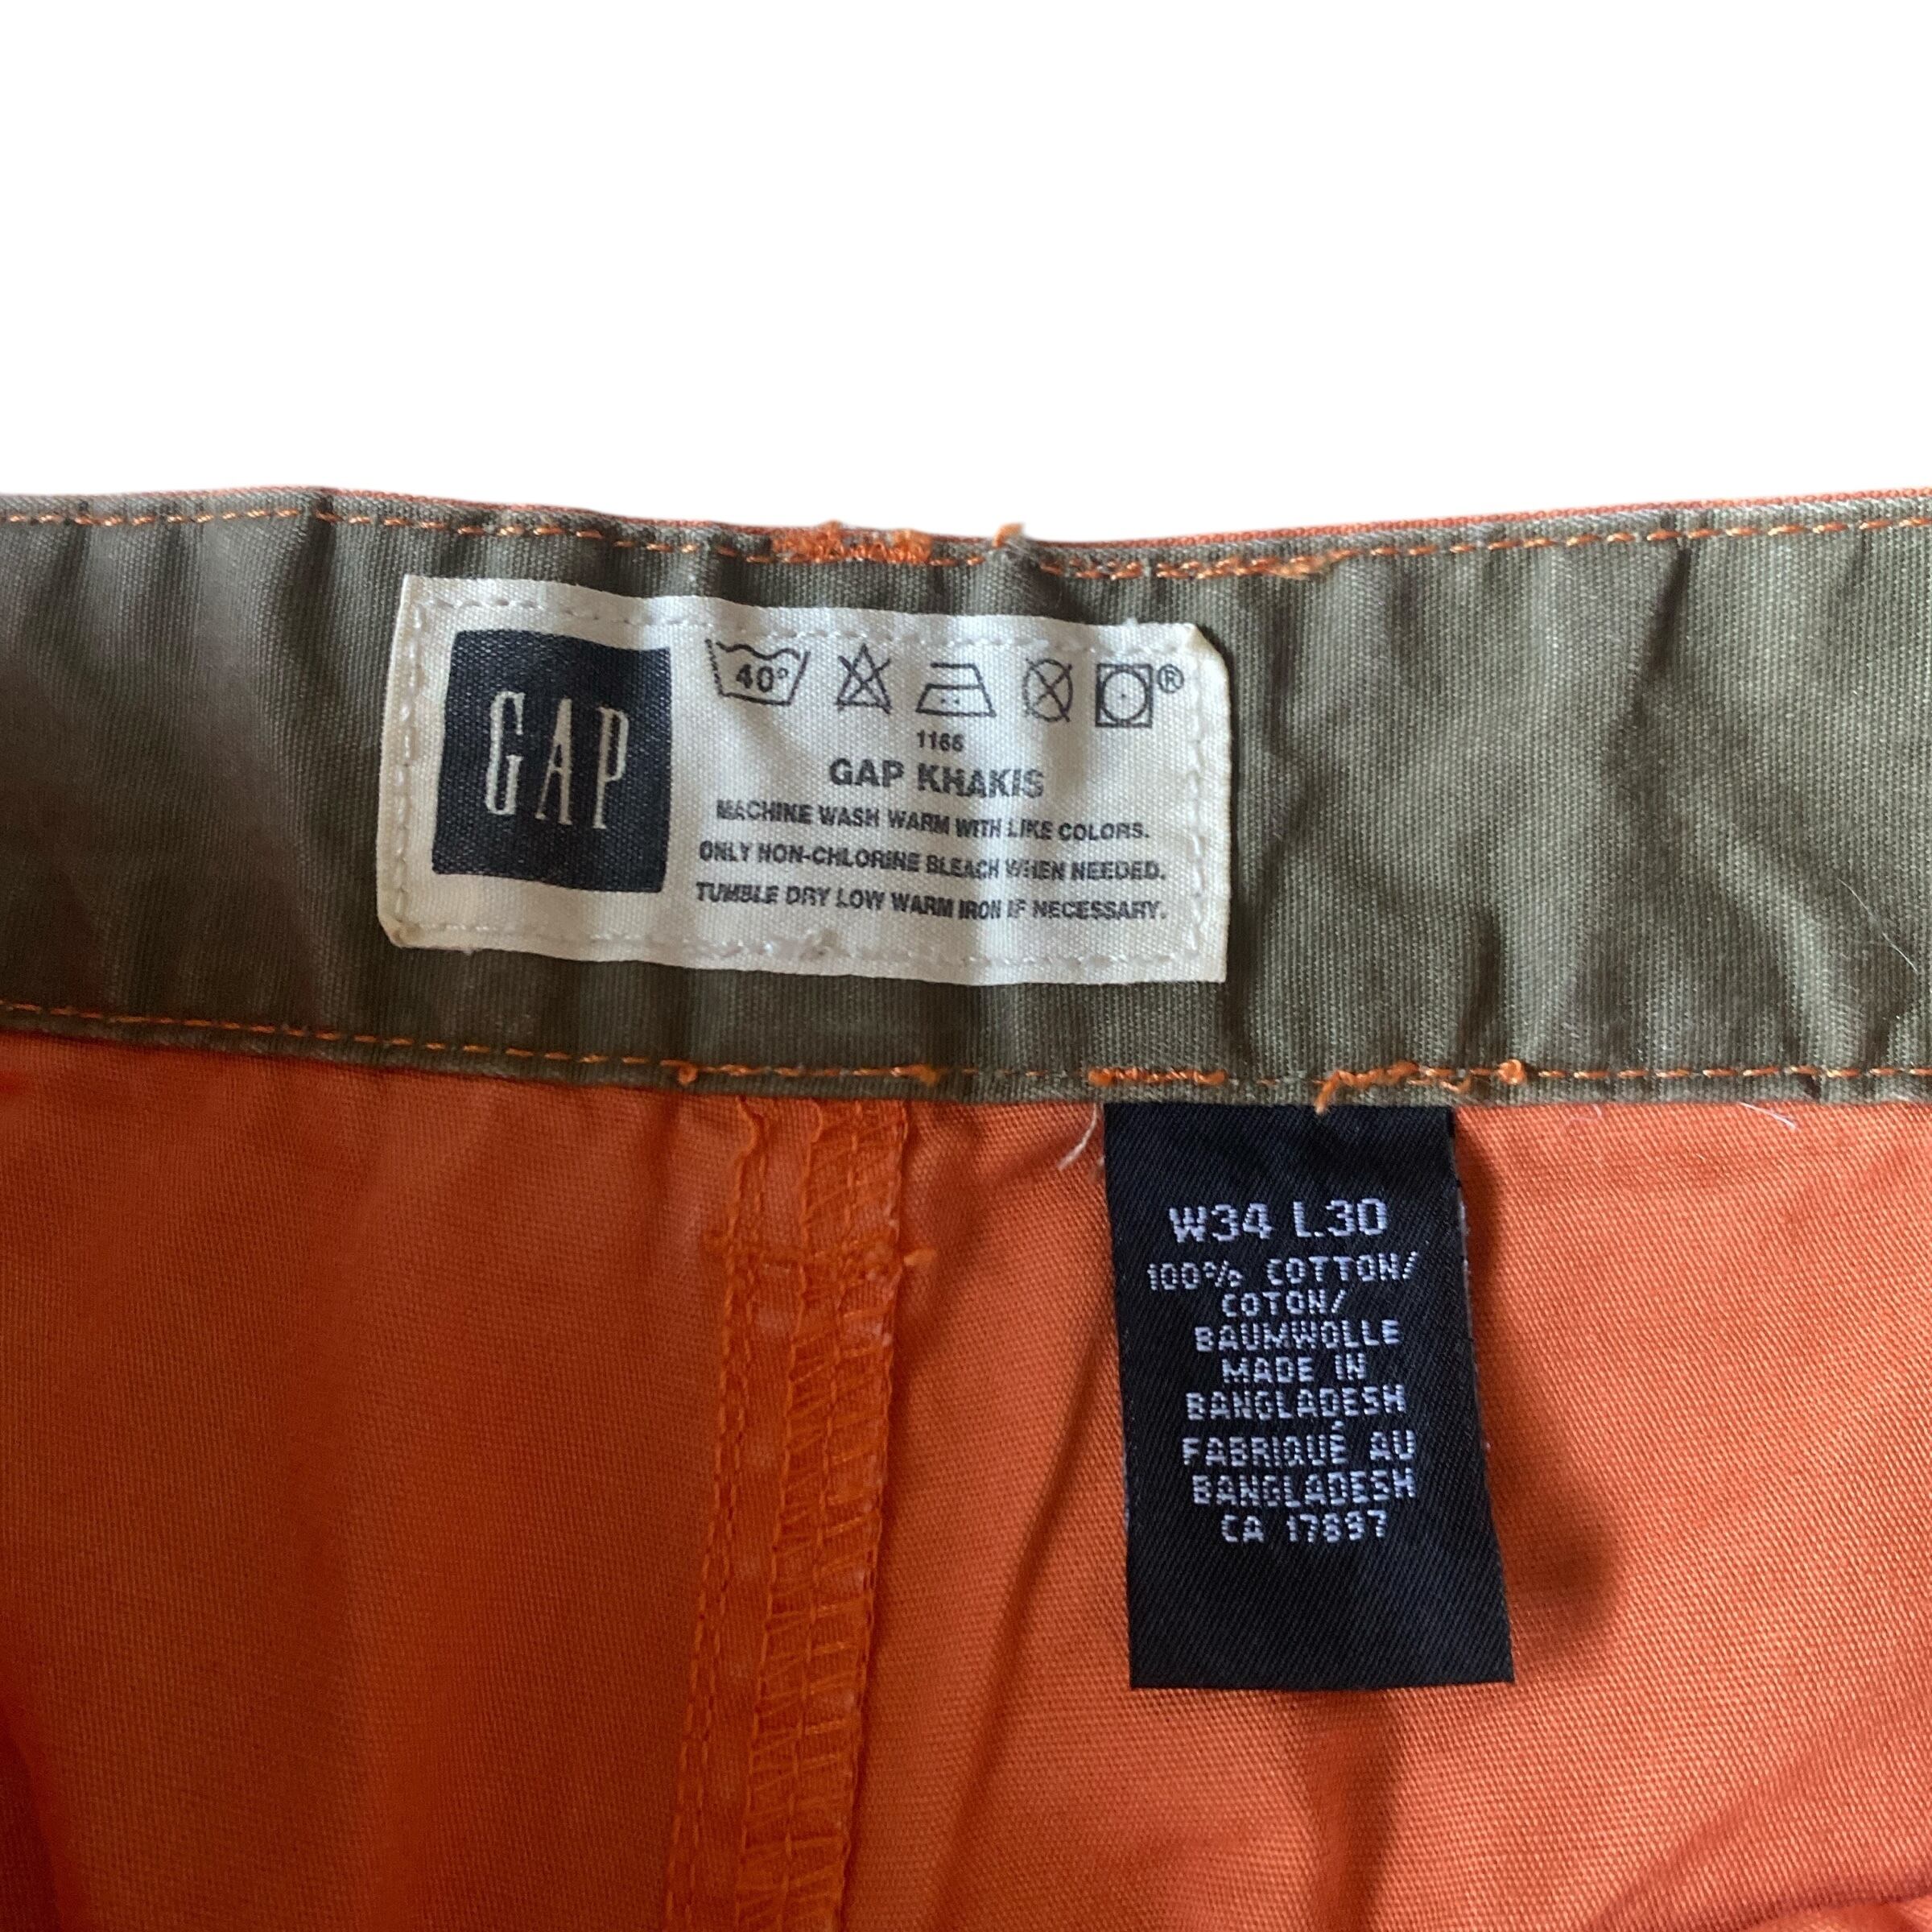 GAP
40° ®
1166
GAP KHAKIS
MACHINE WASH WARM WITH LIKE COLORS.
ONLY NON-CHLORINE BLEACH WHEN NEEDED.
TUMBLE DRY LOW WARM IRON IF NECESSARY.
W34 L30
100% COTTON/
COTON/
BAUMWOLLE
MADE IN
BANGLADESH
FABRIQUÉ AU
BANGLADESH
CA 17897